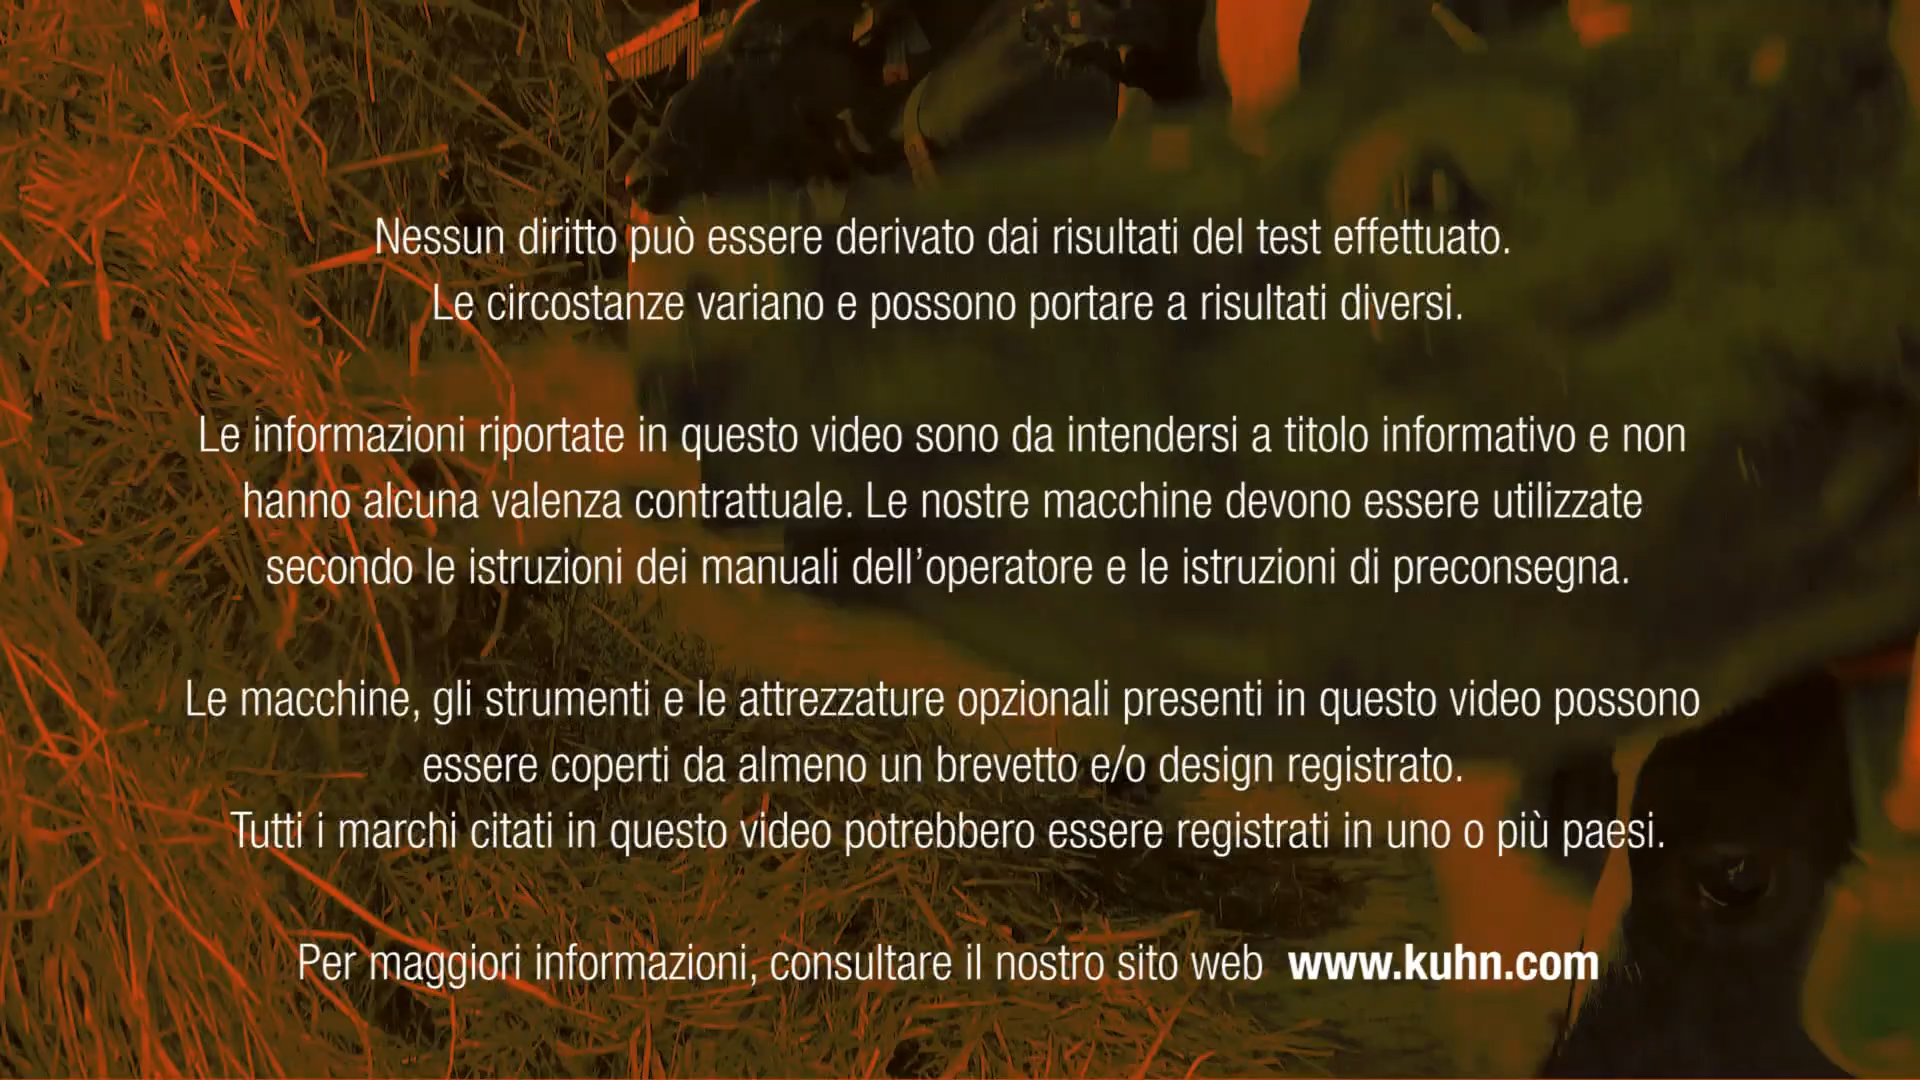 Nessun diritto può essere derivato dai risultati del test effettuato.
Le circostanze variano e possono portare a risultati diversi.
Le informazioni riportate in questo video sono da intendersi a titolo informativo e non
hanno alcuna valenza contrattuale. Le nostre macchine devono essere utilizzate
secondo le istruzioni dei manuali dell’operatore e le istruzioni di preconsegna.
Le macchine, gli strumenti e le attrezzature opzionali presenti in questo video possono
essere coperti da almeno un brevetto e/o design registrato.
Tutti i marchi citati in questo video potrebbero essere registrati in uno o più paesi.
Per maggiori informazioni, consultare il nostro sito web www.kuhn.com